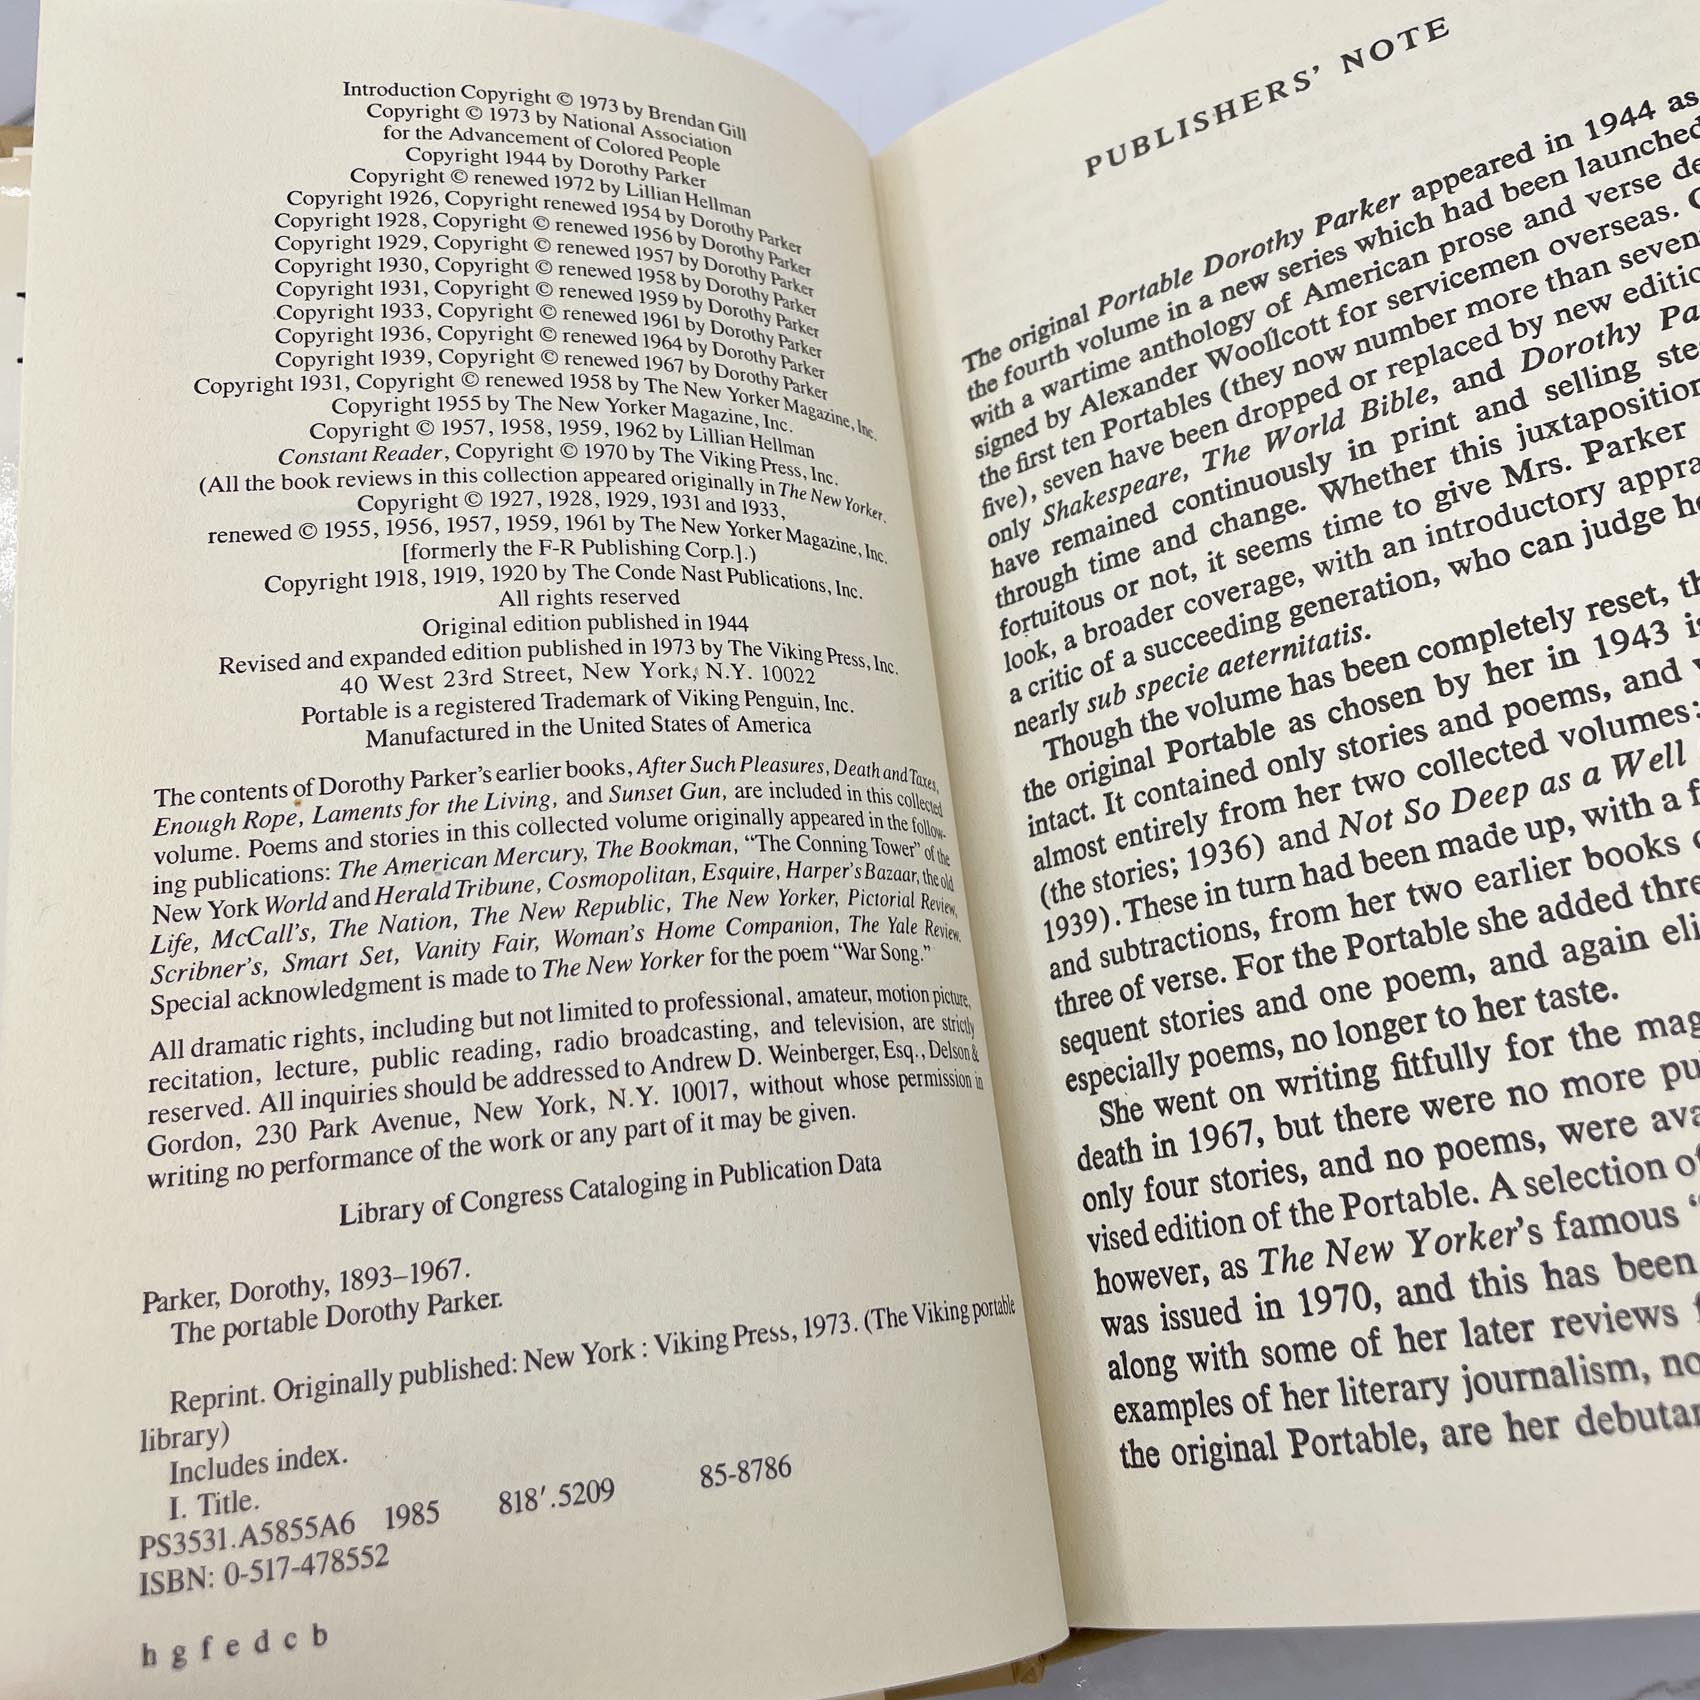 Introduction Copyright © 1973 by Brendan Gill
Copyright © 1973 by National Association
for the Advancement of Colored People
Copyright 1944 by Dorothy Parker
Copyright © renewed 1972 by Lillian Hellman
Copyright 1926, Copyright renewed 1954 by Dorothy Parker
Copyright 1928, Copyright © renewed 1956 by Dorothy Parker
Copyright 1929, Copyright © renewed 1957 by Dorothy Parker
Copyright 1930, Copyright © renewed 1958 by Dorothy Parker
Copyright 1931, Copyright © renewed 1959 by Dorothy Parker
Copyright 1933, Copyright © renewed 1961 by Dorothy Parker
Copyright 1936, Copyright © renewed 1964 by Dorothy Parker
Copyright 1939, Copyright © renewed 1967 by Dorothy Parker
Copyright 1931, Copyright © renewed 1958 by The New Yorker Magazine, Inc.
Copyright 1955 by The New Yorker Magazine, Inc.
Copyright © 1957, 1958, 1959, 1962 by Lillian Hellman
Constant Reader, Copyright © 1970 by The Viking Press, Inc.
(All the book reviews in this collection appeared originally in The New Yorker.
Copyright © 1927, 1928, 1929, 1931 and 1933,
renewed © 1955, 1956, 1957, 1959, 1961 by The New Yorker Magazine, Inc.
[formerly the F-R Publishing Corp.].)
Copyright 1918, 1919, 1920 by The Conde Nast Publications, Inc.
All rights reserved
Original edition published in 1944
Revised and expanded edition published in 1973 by The Viking Press, Inc.
40 West 23rd Street, New York, N.Y. 10022
Portable is a registered Trademark of Viking Penguin, Inc.
Manufactured in the United States of America
The contents of Dorothy Parker's earlier books, After Such Pleasures, Death and Taxes,
Enough Rope, Laments for the Living, and Sunset Gun, are included in this collected
volume. Poems and stories in this collected volume originally appeared in the follow-
ing publications: The American Mercury, The Bookman, "The Conning Tower" of the
New York World and Herald Tribune, Cosmopolitan, Esquire, Harper's Bazaar, the old
Life, McCall's, The Nation, The New Republic, The New Yorker, Pictorial Review,
Scribner's, Smart Set, Vanity Fair, Woman's Home Companion, The Yale Review.
Special acknowledgment is made to The New Yorker for the poem "War Song."
All dramatic rights, including but not limited to professional, amateur, motion picture,
recitation, lecture, public reading, radio broadcasting, and television, are strictly
reserved. All inquiries should be addressed to Andrew D. Weinberger, Esq., Delson &
Gordon, 230 Park Avenue, New York, N.Y. 10017, without whose permission in
writing no performance of the work or any part of it may be given.
Library of Congress Cataloging in Publication Data
Parker, Dorothy, 1893–1967.
The portable Dorothy Parker.
Reprint. Originally published: New York : Viking Press, 1973. (The Viking portable
library)
Includes index.
I. Title.
PS3531.A5855A6 1985 818'.5209 85-8786
ISBN: 0-517-478552
h g f e d c b
PUBLISHERS' NOTE
The original Portable Dorothy Parker appeared in 1944 as
the fourth volume in a new series which had been launched
with a wartime anthology of American prose and verse de
signed by Alexander Woollcott for servicemen overseas.
the first ten Portables (they now number more than seven
five), seven have been dropped or replaced by new editio
only Shakespeare, The World Bible, and Dorothy Pa
have remained continuously in print and selling ste
through time and change. Whether this juxtaposition
fortuitous or not, it seems time to give Mrs. Parker
look, a broader coverage, with an introductory appra
a critic of a succeeding generation, who can judge he
nearly sub specie aeternitatis.
Though the volume has been completely reset, th
the original Portable as chosen by her in 1943 is
intact. It contained only stories and poems, and
almost entirely from her two collected volumes:
(the stories; 1936) and Not So Deep as a Well
1939). These in turn had been made up, with a f
and subtractions, from her two earlier books o
three of verse. For the Portable she added thre
sequent stories and one poem, and again eli
especially poems, no longer to her taste.
She went on writing fitfully for the mag
death in 1967, but there were no more pu
only four stories, and no poems, were ava
vised edition of the Portable. A selection of
however, as The New Yorker's famous "
was issued in 1970, and this has been
along with some of her later reviews f
examples of her literary journalism, no
the original Portable, are her debutan